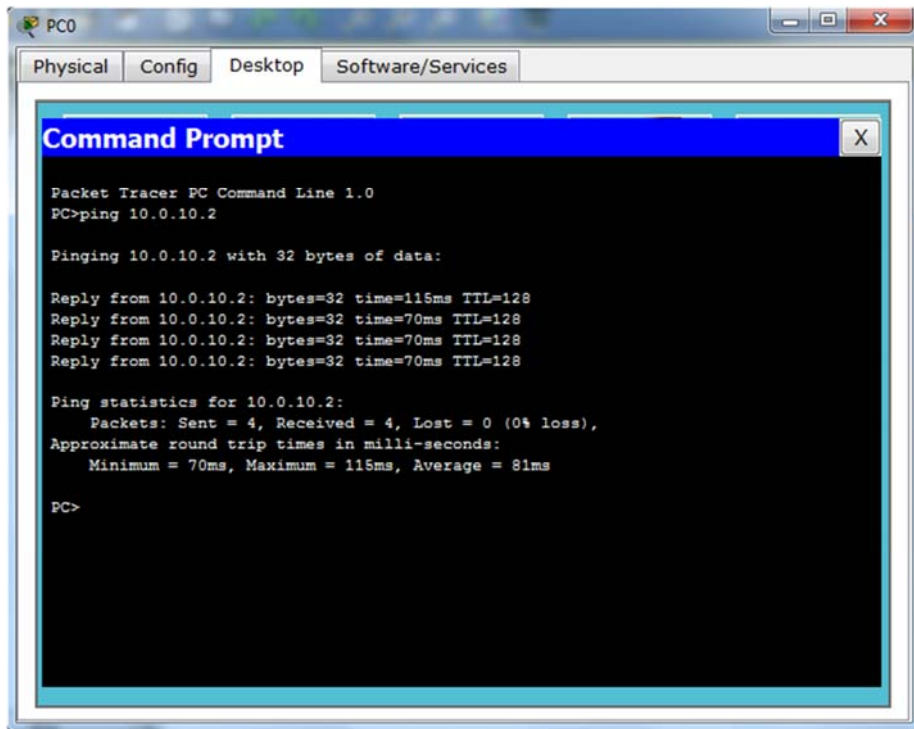 PC0
Physical Config Desktop Software/Services
Command Prompt X
Packet Tracer PC Command Line 1.0
PC>ping 10.0.10.2
Pinging 10.0.10.2 with 32 bytes of data:
Reply from 10.0.10.2: bytes=32 time=115ms TTL=128
Reply from 10.0.10.2: bytes=32 time=70ms TTL=128
Reply from 10.0.10.2: bytes=32 time=70ms TTL=128
Reply from 10.0.10.2: bytes=32 time=70ms TTL=128
Ping statistics for 10.0.10.2:
Packets: Sent = 4, Received = 4, Lost = 0 (0% loss),
Approximate round trip times in milli-seconds:
Minimum = 70ms, Maximum = 115ms, Average = 81ms
PC>